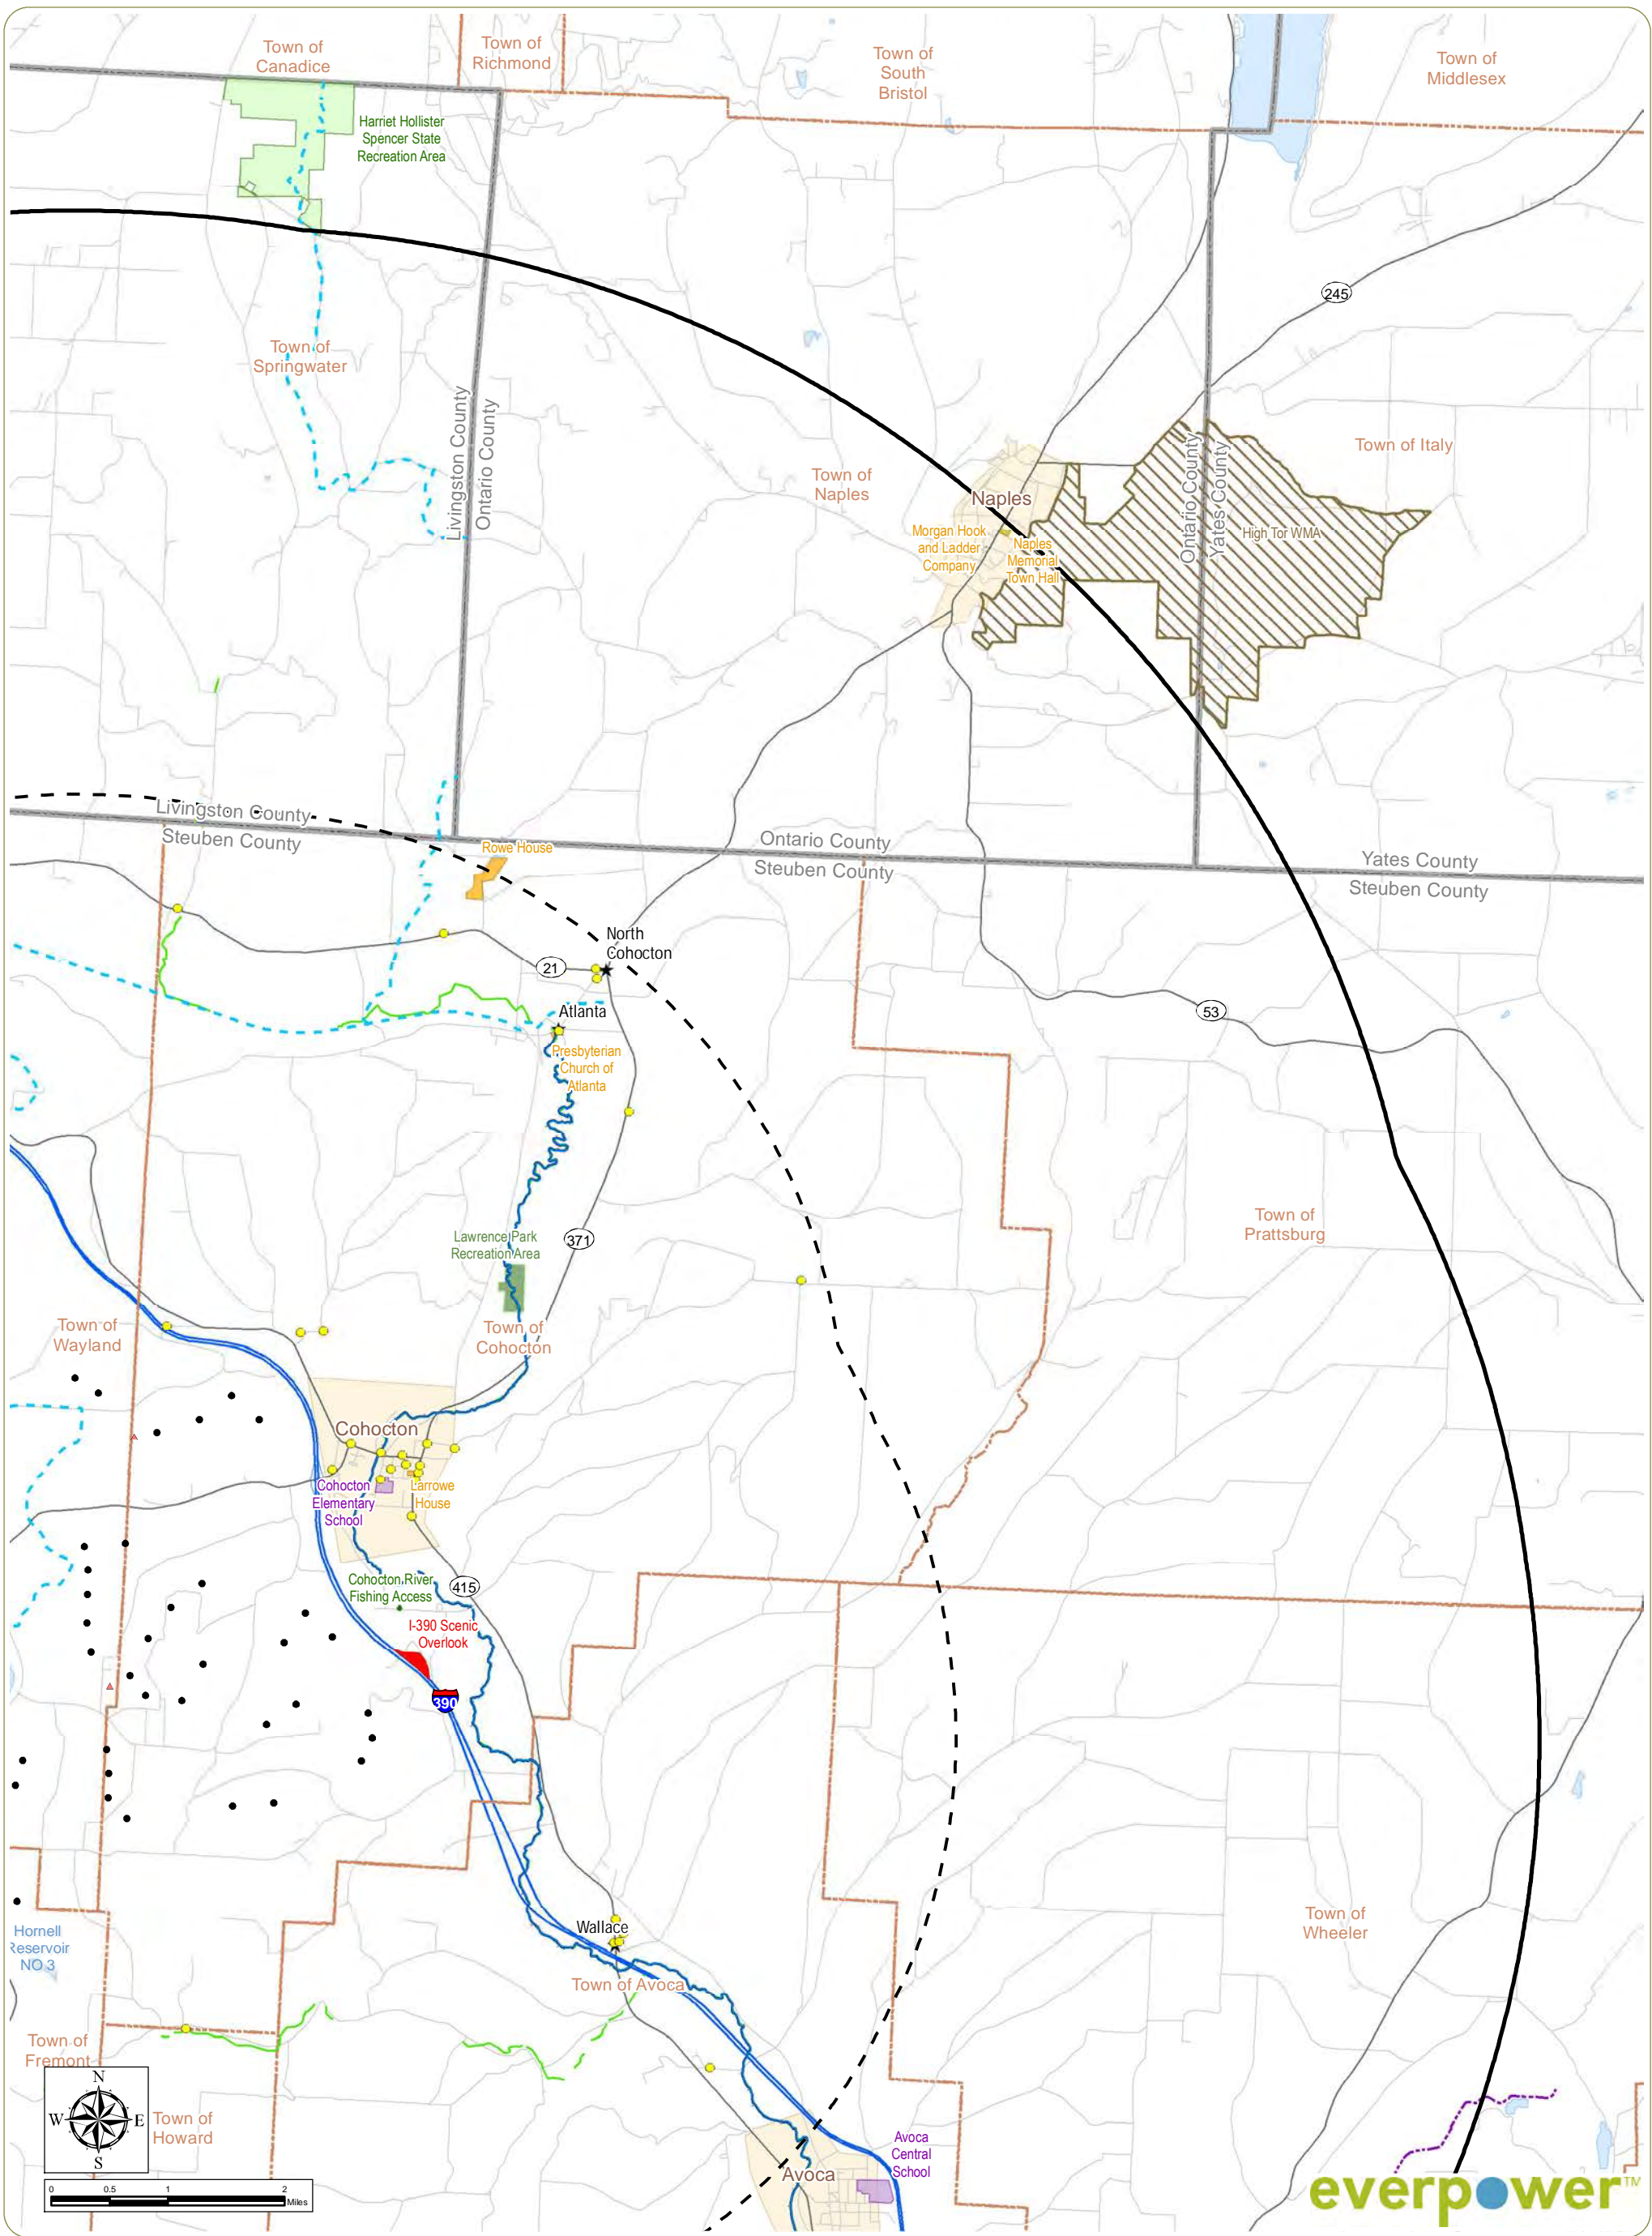 Town of
Canadice
Town of
Richmond
Town of
South
Bristol
Town of
Middlesex
Harriet Hollister
Spencer State
Recreation Area
245
Town of
Springwater
Livingston County
Ontario County
Town of
Naples
Naples
Morgan Hook
and Ladder
Company
Naples
Memorial
Town Hall
Ontario County
Yates County
High Tor WMA
Town of Italy
Livingston County
Steuben County
Rowe House
Ontario County
Steuben County
Yates County
Steuben County
North
Cohocton
21
Atlanta
53
Presbyterian
Church of
Atlanta
Lawrence Park
Recreation Area
371
Town of
Prattsburg
Town of
Wayland
Town of
Cohocton
Cohocton
Cohocton
Elementary
School
Larrowe
House
Cohocton River
Fishing Access
415
I-390 Scenic
Overlook
390
Hornell
Reservoir
NO 3
Wallace
Town of
Wheeler
Town of Avoca
Town of
Fremont
N
W
E
S
Town of
Howard
Avoca
Central
School
Avoca
0 0.5 1 2
Miles
everpower™